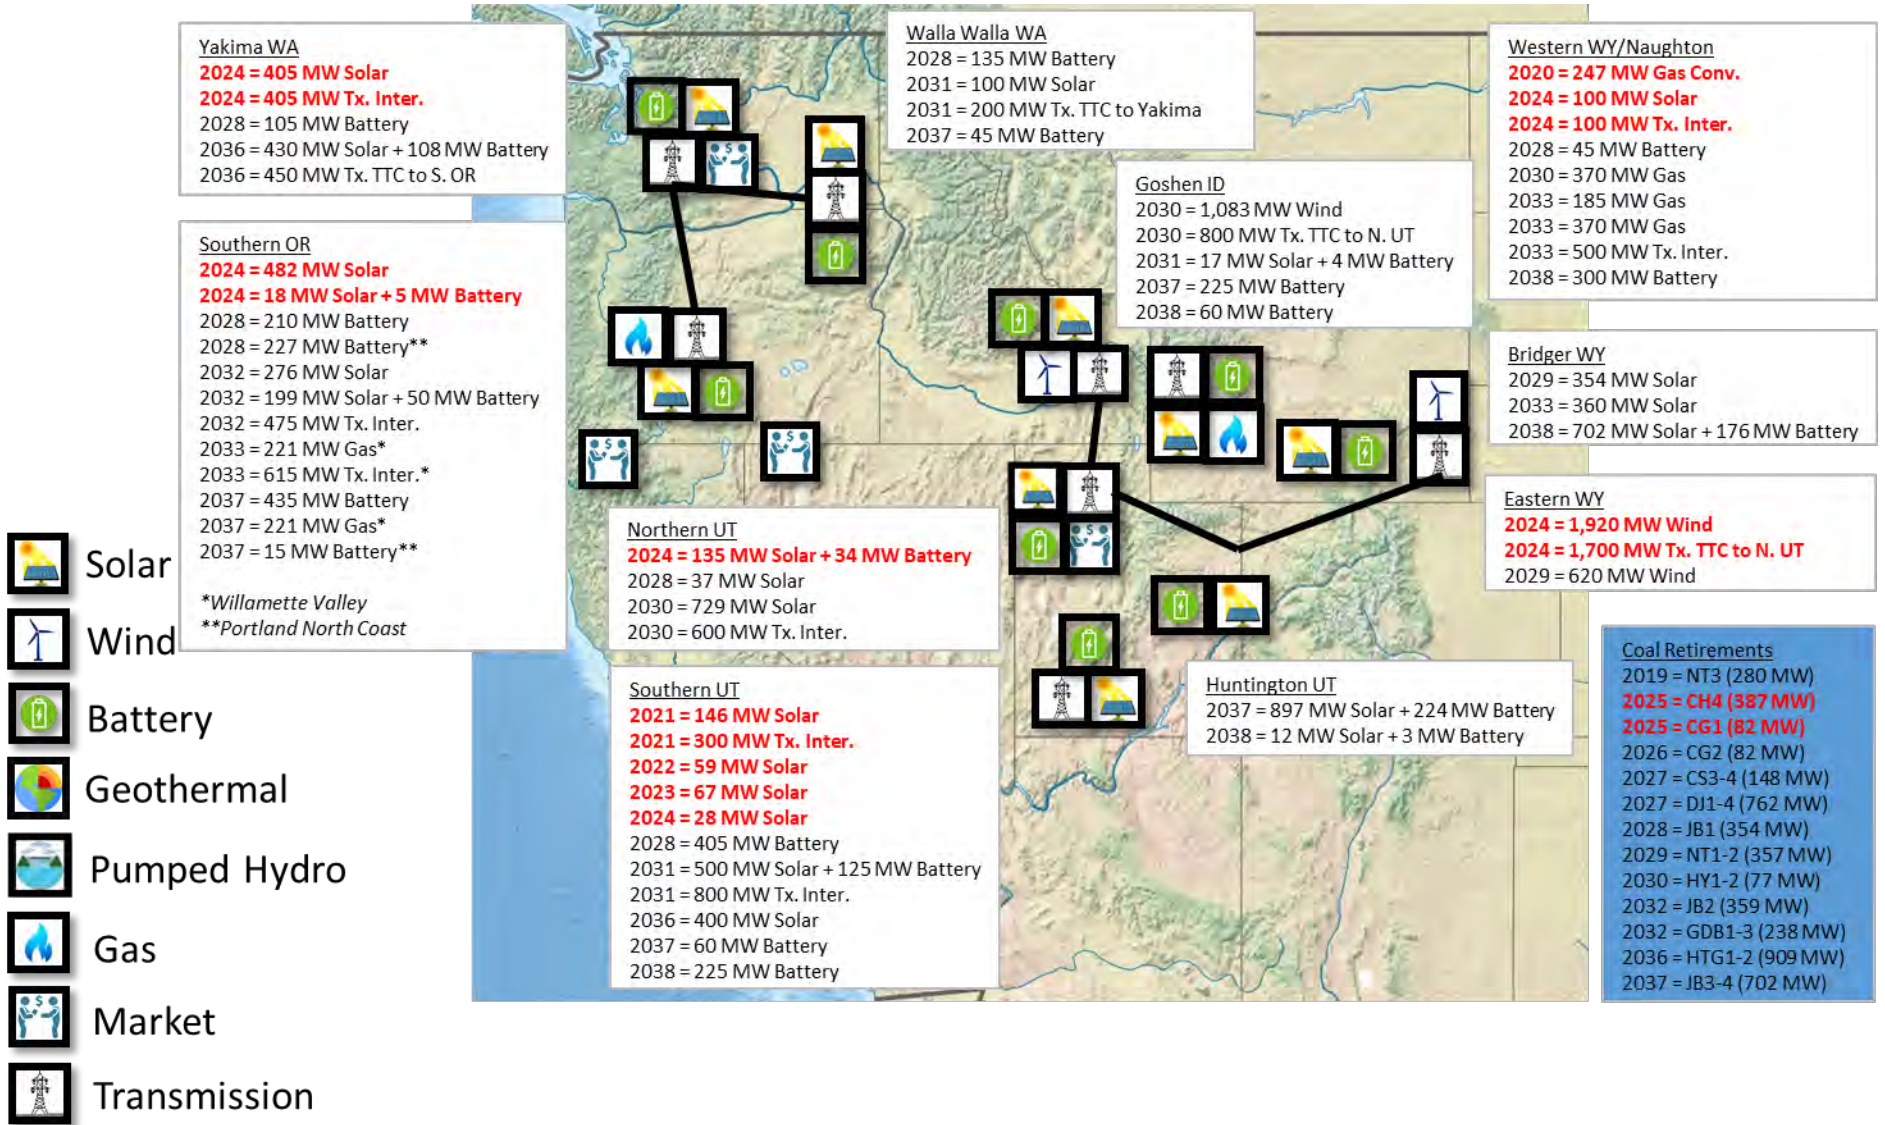 Yakima WA
2024 = 405 MW Solar
2024 = 405 MW Tx. Inter.
2028 = 105 MW Battery
2036 = 430 MW Solar + 108 MW Battery
2036 = 450 MW Tx. TTC to S. OR
Walla Walla WA
2028 = 135 MW Battery
2031 = 100 MW Solar
2031 = 200 MW Tx. TTC to Yakima
2037 = 45 MW Battery
Western WY/Naughton
2020 = 247 MW Gas Conv.
2024 = 100 MW Solar
2024 = 100 MW Tx. Inter.
2028 = 45 MW Battery
2030 = 370 MW Gas
2033 = 185 MW Gas
2033 = 370 MW Gas
2033 = 500 MW Tx. Inter.
2038 = 300 MW Battery
Goshen ID
2030 = 1,083 MW Wind
2030 = 800 MW Tx. TTC to N. UT
2031 = 17 MW Solar + 4 MW Battery
2037 = 225 MW Battery
2038 = 60 MW Battery
Southern OR
2024 = 482 MW Solar
2024 = 18 MW Solar + 5 MW Battery
2028 = 210 MW Battery
2028 = 227 MW Battery**
2032 = 276 MW Solar
2032 = 199 MW Solar + 50 MW Battery
2032 = 475 MW Tx. Inter.
2033 = 221 MW Gas*
2033 = 615 MW Tx. Inter.*
2037 = 435 MW Battery
2037 = 221 MW Gas*
2037 = 15 MW Battery**
*Willamette Valley
**Portland North Coast
Bridger WY
2029 = 354 MW Solar
2033 = 360 MW Solar
2038 = 702 MW Solar + 176 MW Battery
Eastern WY
2024 = 1,920 MW Wind
2024 = 1,700 MW Tx. TTC to N. UT
2029 = 620 MW Wind
Northern UT
2024 = 135 MW Solar + 34 MW Battery
2028 = 37 MW Solar
2030 = 729 MW Solar
2030 = 600 MW Tx. Inter.
Southern UT
2021 = 146 MW Solar
2021 = 300 MW Tx. Inter.
2022 = 59 MW Solar
2023 = 67 MW Solar
2024 = 28 MW Solar
2028 = 405 MW Battery
2031 = 500 MW Solar + 125 MW Battery
2031 = 800 MW Tx. Inter.
2036 = 400 MW Solar
2037 = 60 MW Battery
2038 = 225 MW Battery
Huntington UT
2037 = 897 MW Solar + 224 MW Battery
2038 = 12 MW Solar + 3 MW Battery
Coal Retirements
2019 = NT3 (280 MW)
2025 = CH4 (387 MW)
2025 = CG1 (82 MW)
2026 = CG2 (82 MW)
2027 = CS3-4 (148 MW)
2027 = DJ1-4 (762 MW)
2028 = JB1 (354 MW)
2029 = NT1-2 (357 MW)
2030 = HY1-2 (77 MW)
2032 = JB2 (359 MW)
2032 = GDB1-3 (238 MW)
2036 = HTG1-2 (909 MW)
2037 = JB3-4 (702 MW)
Solar
Wind
Battery
Geothermal
Pumped Hydro
Gas
Market
Transmission